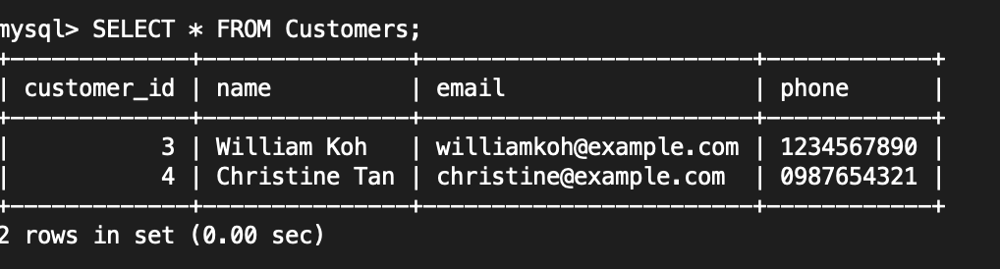 mysql> SELECT * FROM Customers;
+-------------+---------------+------------------------+------------+
| customer_id | name          | email                  | phone      |
+-------------+---------------+------------------------+------------+
|           3 | William Koh   | williamkoh@example.com | 1234567890 |
|           4 | Christine Tan | christine@example.com  | 0987654321 |
+-------------+---------------+------------------------+------------+
2 rows in set (0.00 sec)